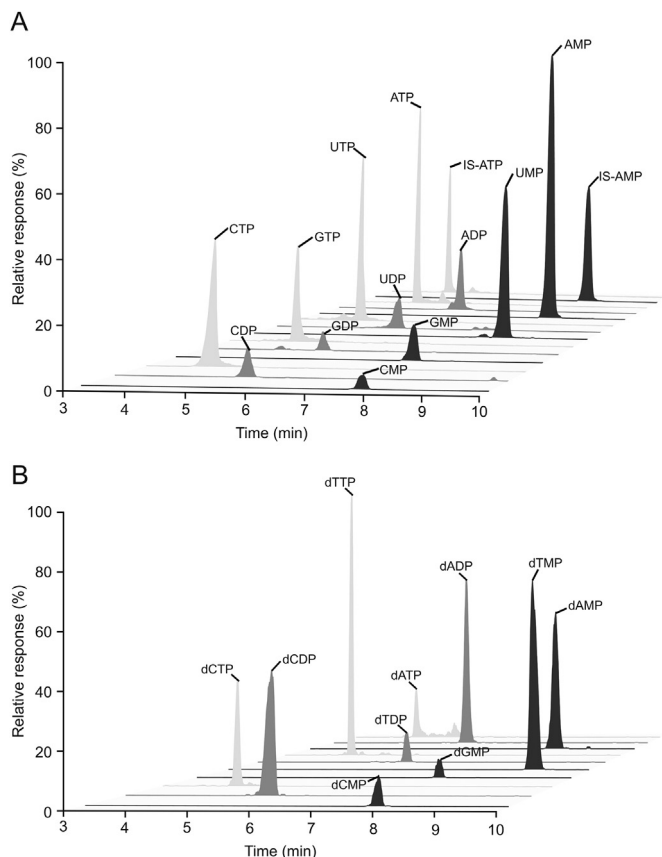 A
100
80
60
40
20
0
Relative response (%)
3
4
5
6
7
8
9
10
Time (min)
AMP
ATP
UTP
IS-ATP
UMP
IS-AMP
CTP
GTP
ADP
UDP
CDP
GDP
GMP
CMP
B
100
80
60
40
20
0
Relative response (%)
3
4
5
6
7
8
9
10
Time (min)
dTTP
dADP
dTMP
dAMP
dCTP
dCDP
dATP
dTDP
dGMP
dCMP